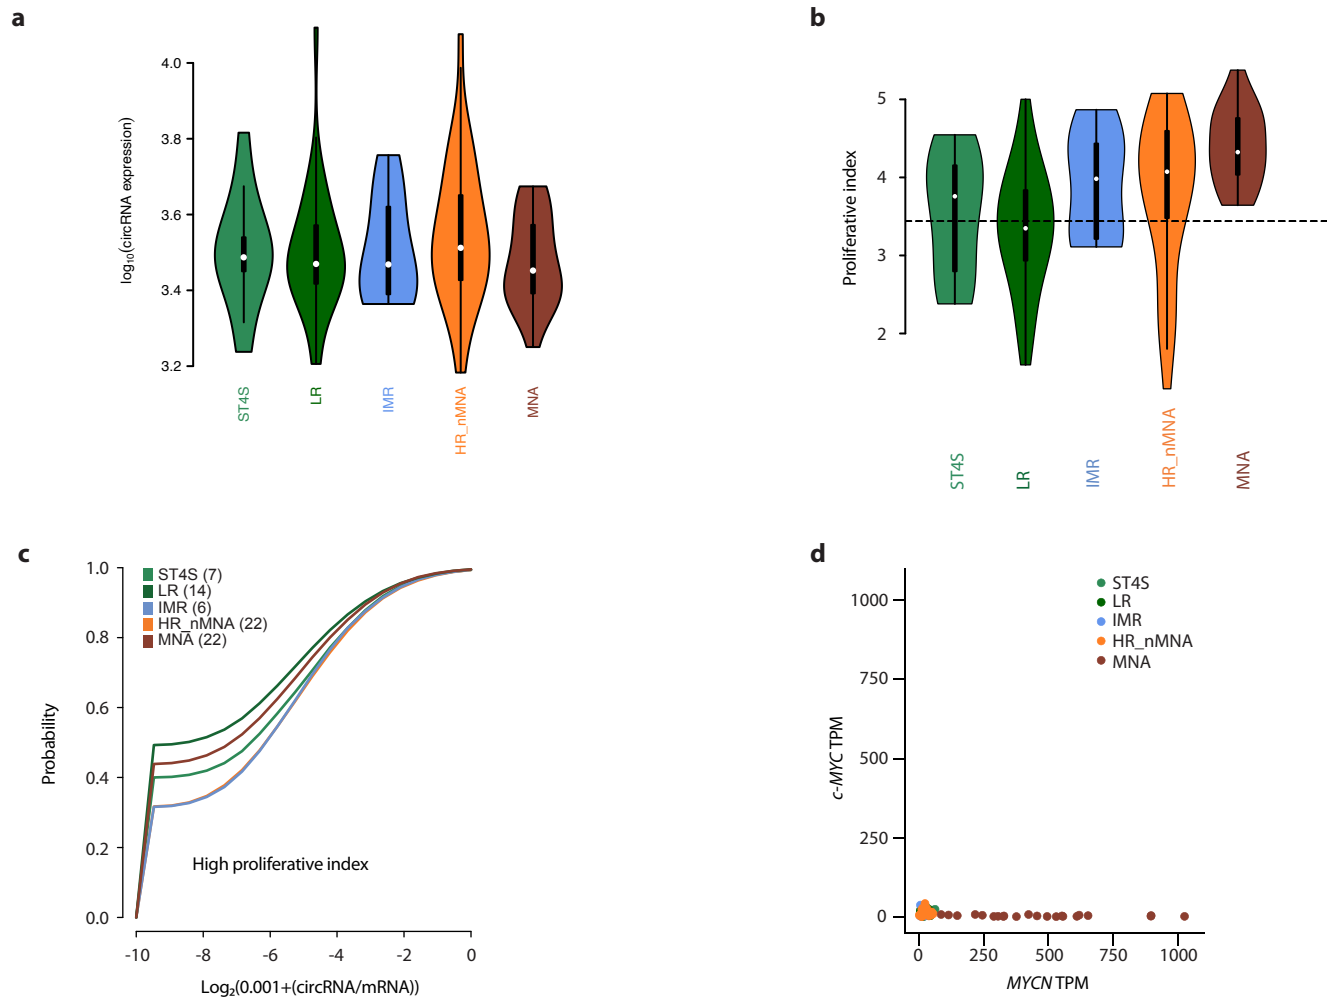 a
4.0
3.8
3.6
3.4
3.2
log₁₀(circRNA expression)
ST4S
LR
IMR
HR_nMNA
MNA
b
5
4
3
2
Proliferative index
ST4S
LR
IMR
HR_nMNA
MNA
c
ST4S (7)
LR (14)
IMR (6)
HR_nMNA (22)
MNA (22)
1.0
0.8
0.6
0.4
0.2
0.0
Probability
High proliferative index
-10
-8
-6
-4
-2
0
Log₂(0.001+(circRNA/mRNA))
d
ST4S
LR
IMR
HR_nMNA
MNA
1000
750
500
250
0
c-MYC TPM
0
250
500
750
1000
MYCN TPM